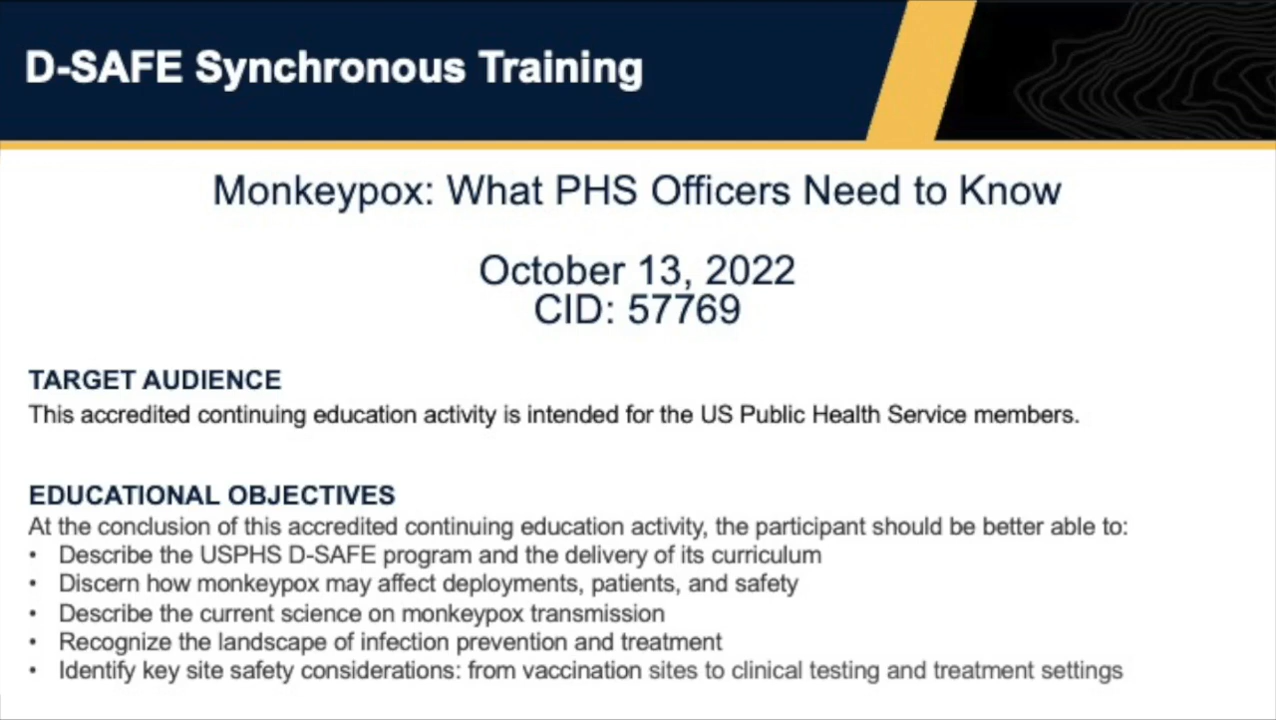 D-SAFE Synchronous Training
Monkeypox: What PHS Officers Need to Know
October 13, 2022
CID: 57769
TARGET AUDIENCE
This accredited continuing education activity is intended for the US Public Health Service members.
EDUCATIONAL OBJECTIVES
At the conclusion of this accredited continuing education activity, the participant should be better able to:
• Describe the USPHS D-SAFE program and the delivery of its curriculum
• Discern how monkeypox may affect deployments, patients, and safety
• Describe the current science on monkeypox transmission
• Recognize the landscape of infection prevention and treatment
• Identify key site safety considerations: from vaccination sites to clinical testing and treatment settings